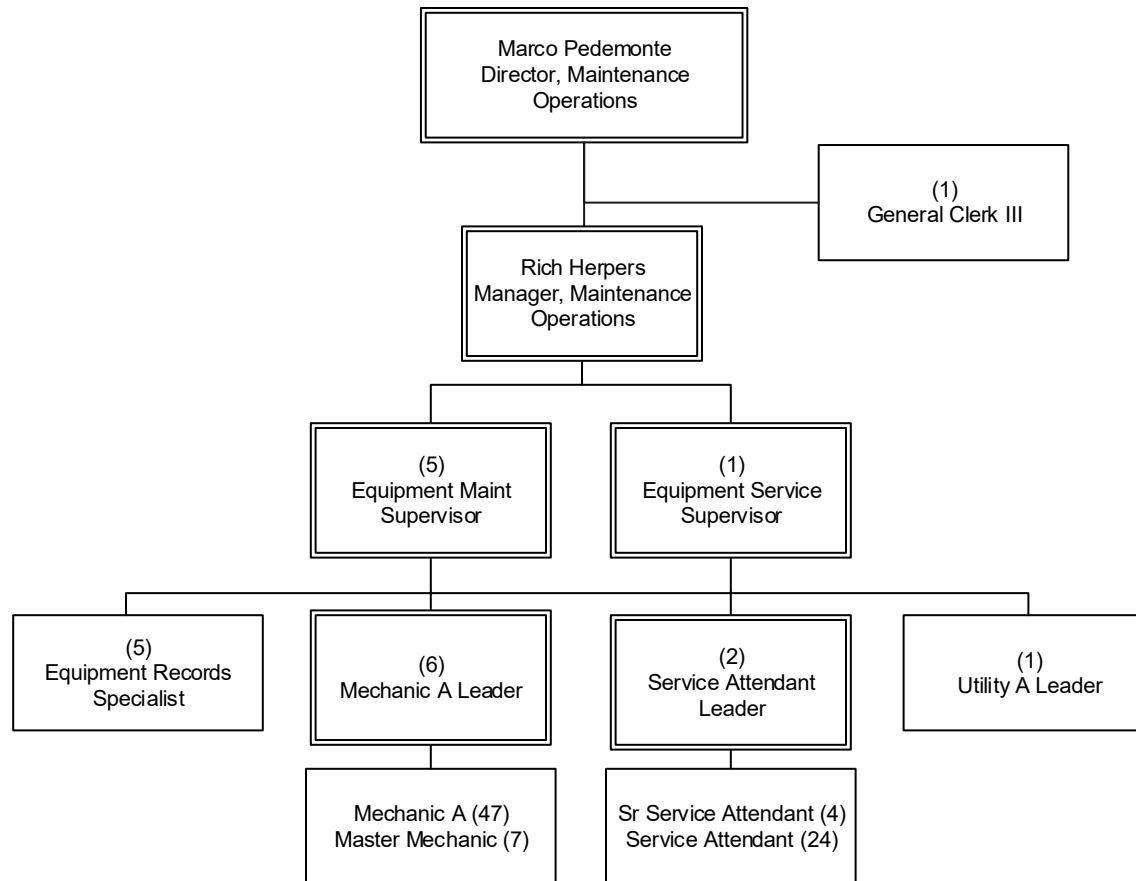 Marco Pedemonte
Director, Maintenance
Operations
(1)
General Clerk III
Rich Herpers
Manager, Maintenance
Operations
(5)
Equipment Maint
Supervisor
(1)
Equipment Service
Supervisor
(5)
Equipment Records
Specialist
(6)
Mechanic A Leader
(2)
Service Attendant
Leader
(1)
Utility A Leader
Mechanic A (47)
Master Mechanic (7)
Sr Service Attendant (4)
Service Attendant (24)